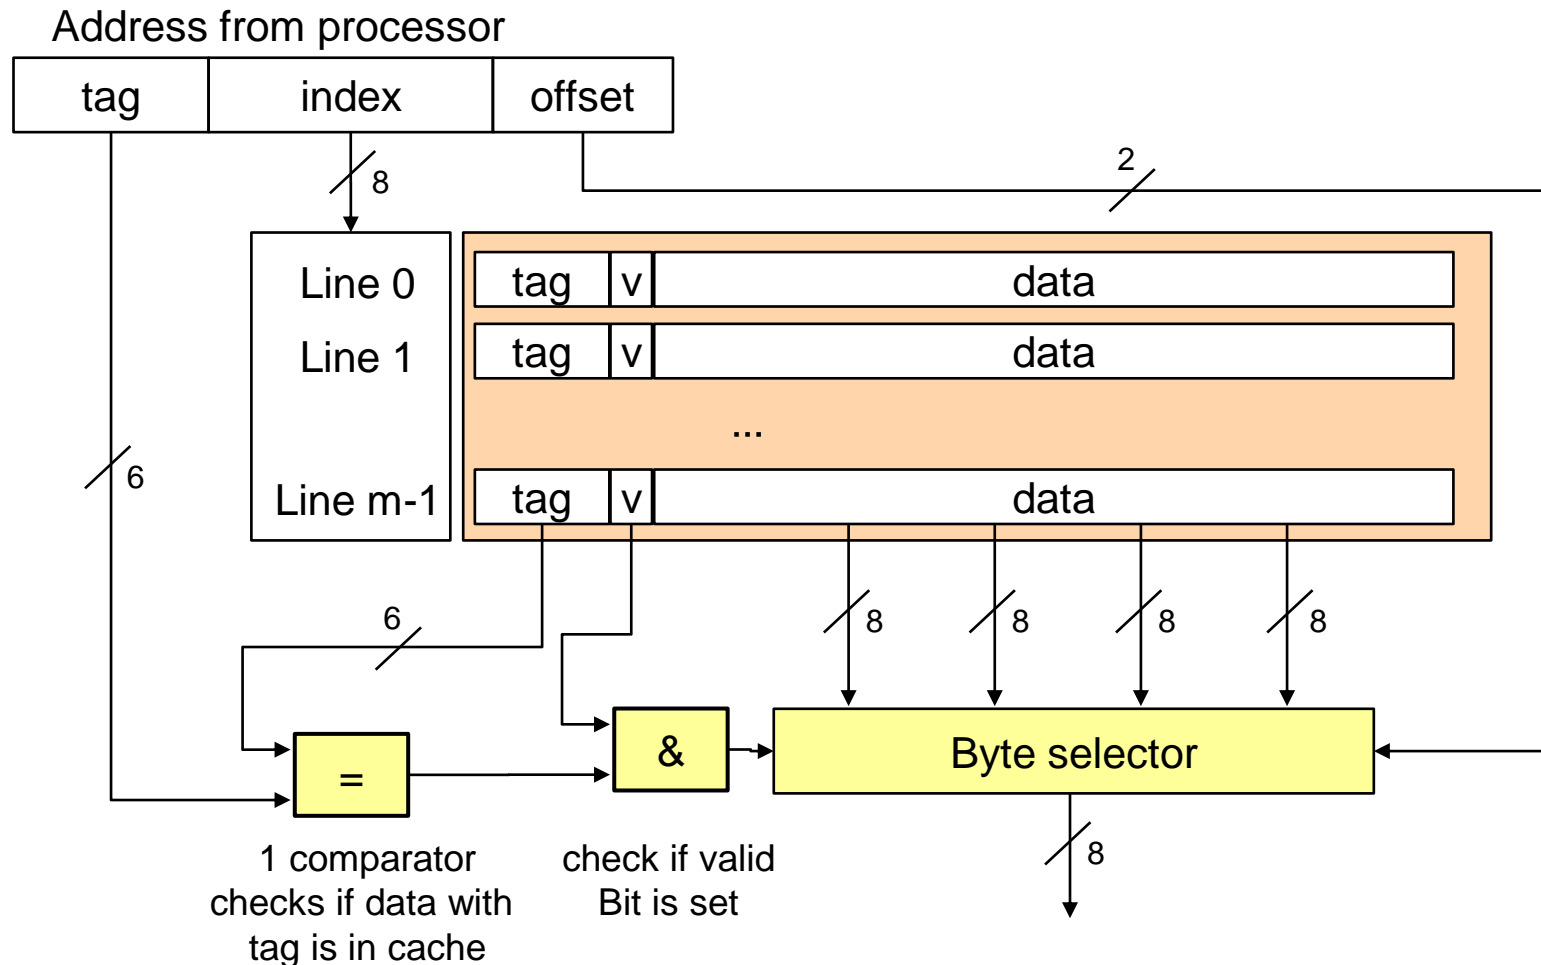 Address from processor
tag index offset
8
2
Line 0 tag v data
Line 1 tag v data
...
6
Line m-1 tag v data
6
8 8 8 8
=
&
Byte selector
8
1 comparator
checks if data with
tag is in cache
check if valid
Bit is set